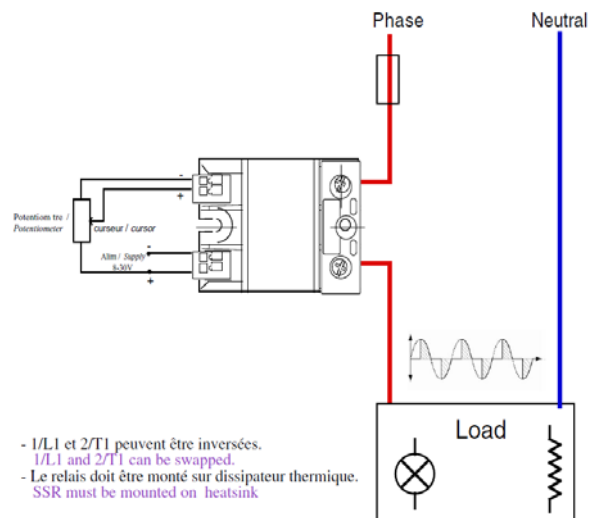 Phase
Neutral
-
+
Potentiom tre /
Potentiometer
curseur / cursor
-
Alim / Supply
8-30V
+
Load
- 1/L1 et 2/T1 peuvent être inversées.
1/L1 and 2/T1 can be swapped.
- Le relais doit être monté sur dissipateur thermique.
SSR must be mounted on heatsink